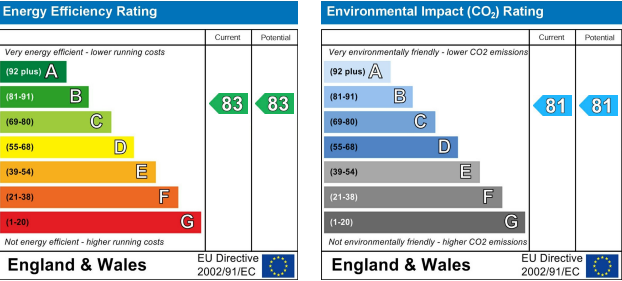 Energy Efficiency Rating
Current Potential
Very energy efficient - lower running costs
(92 plus) A
(81-91) B
83 83
(69-80) C
(55-68) D
(39-54) E
(21-38) F
(1-20) G
Not energy efficient - higher running costs
England & Wales
EU Directive
2002/91/EC
Environmental Impact (CO₂) Rating
Current Potential
Very environmentally friendly - lower CO2 emissions
(92 plus) A
(81-91) B
81 81
(69-80) C
(55-68) D
(39-54) E
(21-38) F
(1-20) G
Not environmentally friendly - higher CO2 emissions
England & Wales
EU Directive
2002/91/EC